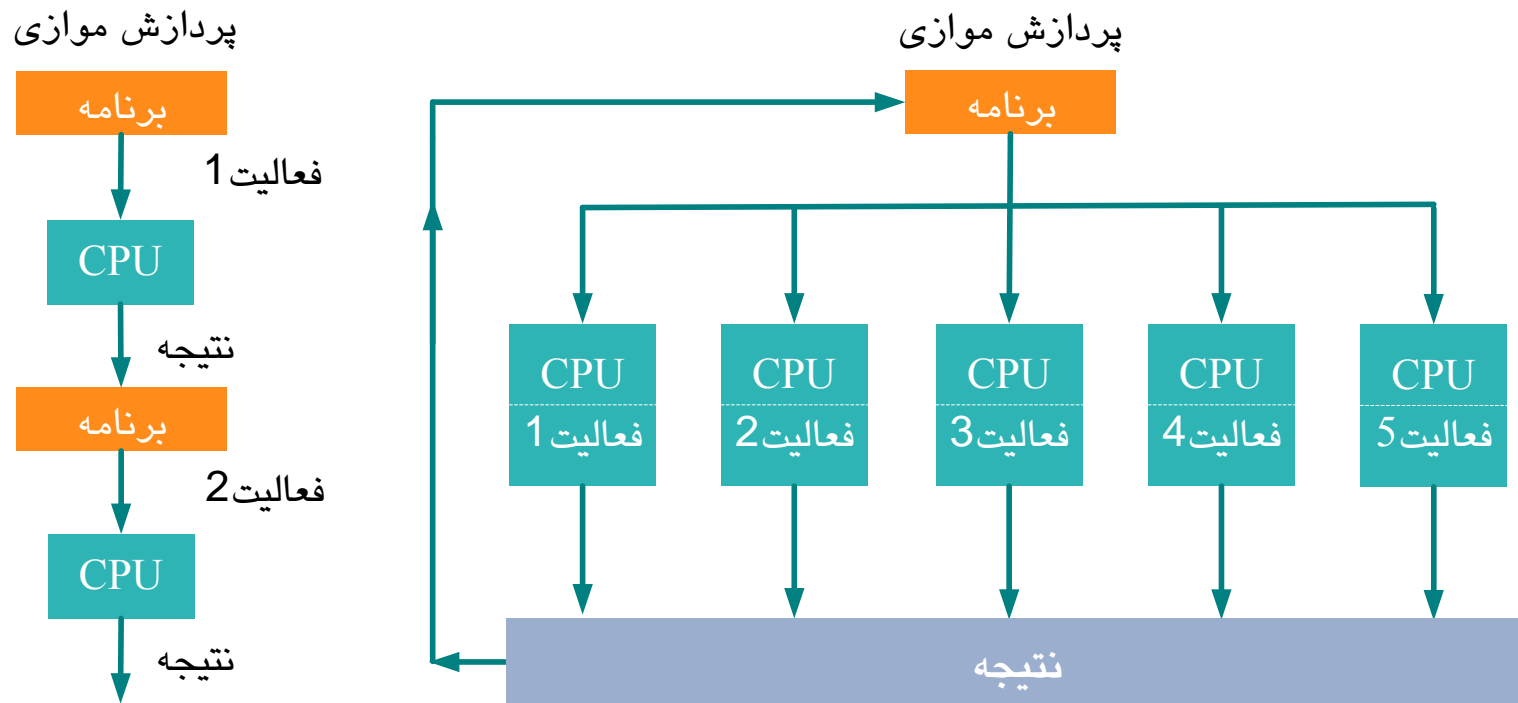 پردازش موازی
برنامه
فعالیت1
CPU
نتیجه
برنامه
فعالیت2
CPU
نتیجه
پردازش موازی
برنامه
CPU
فعالیت1
CPU
فعالیت2
CPU
فعالیت3
CPU
فعالیت4
CPU
فعالیت5
نتیجه